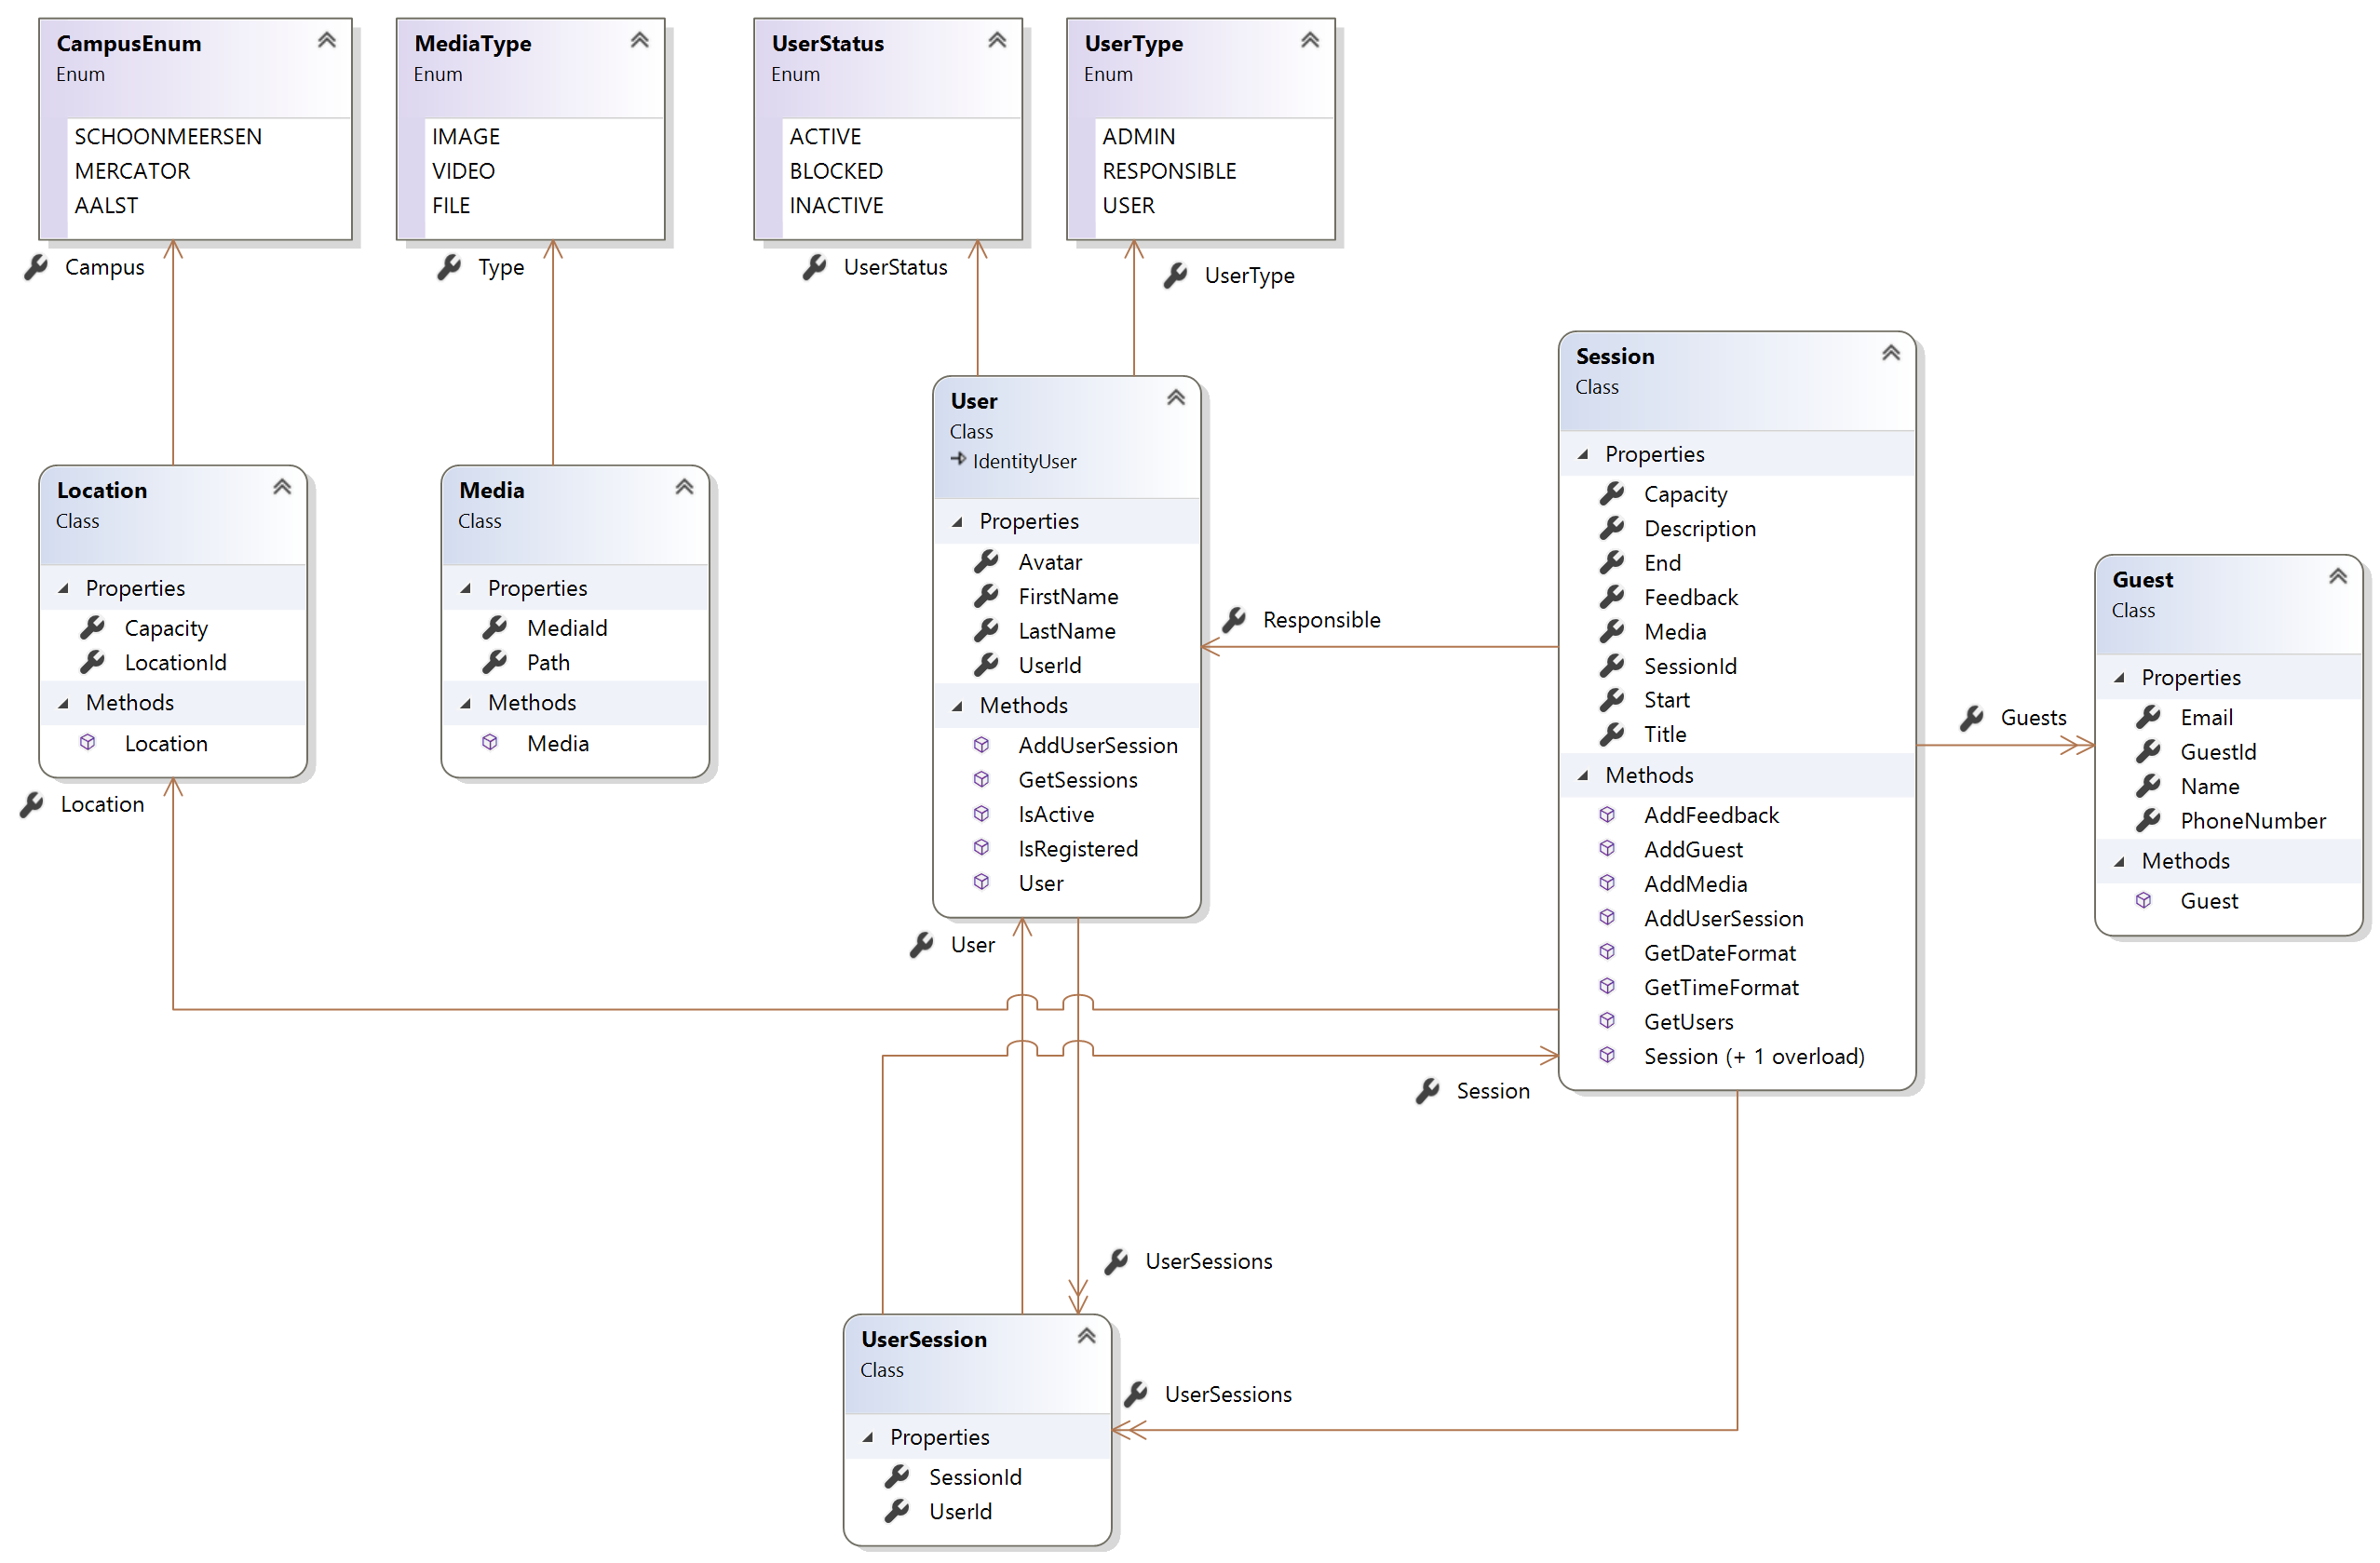 CampusEnum
Enum
SCHOONMEERSEN
MERCATOR
AALST
Campus
MediaType
Enum
IMAGE
VIDEO
FILE
Type
UserStatus
Enum
ACTIVE
BLOCKED
INACTIVE
UserStatus
UserType
Enum
ADMIN
RESPONSIBLE
USER
UserType
Location
Class
Properties
Capacity
LocationId
Methods
Location
Location
Media
Class
Properties
MediaId
Path
Methods
Media
User
Class
IdentityUser
Properties
Avatar
FirstName
LastName
UserId
Methods
AddUserSession
GetSessions
IsActive
IsRegistered
User
User
Responsible
Session
Class
Properties
Capacity
Description
End
Feedback
Media
SessionId
Start
Title
Methods
AddFeedback
AddGuest
AddMedia
AddUserSession
GetDateFormat
GetTimeFormat
GetUsers
Session (+ 1 overload)
Session
Guests
Guest
Class
Properties
Email
GuestId
Name
PhoneNumber
Methods
Guest
UserSessions
UserSession
Class
Properties
SessionId
UserId
UserSessions